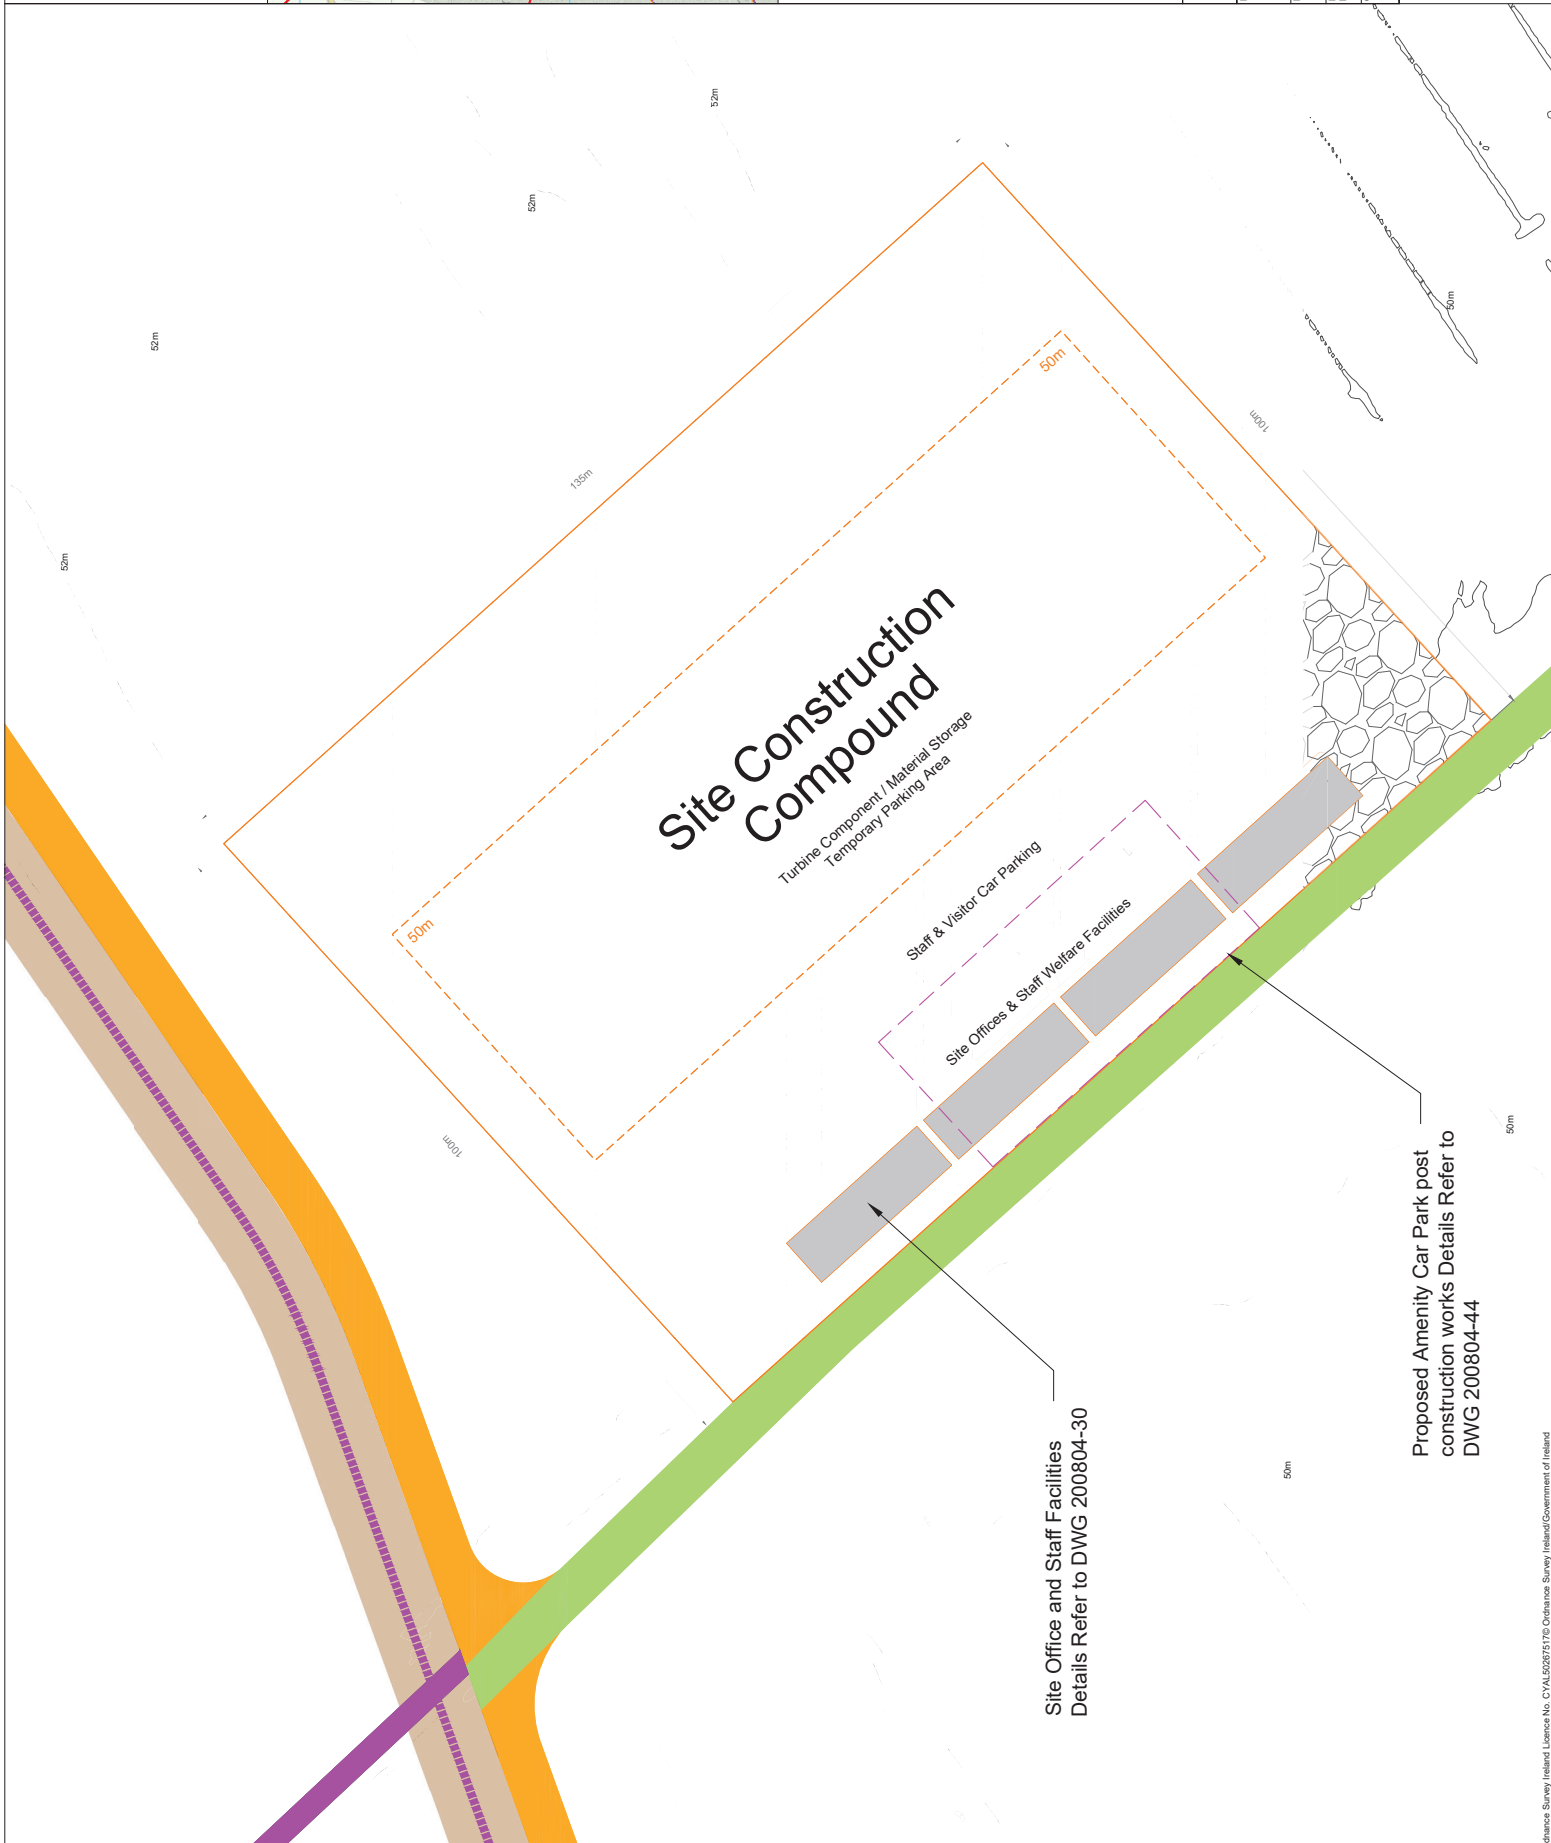 52m
52m
52m
52m
135m
50m
100m
50m
Site Construction
Compound
Turbine Component / Material Storage
Temporary Parking Area
Staff & Visitor Car Parking
Site Offices & Staff Welfare Facilities
50m
100m
Site Office and Staff Facilities
Details Refer to DWG 200804-30
Proposed Amenity Car Park post
construction works Details Refer to
DWG 200804-44
50m
50m
Survey Ireland Licence No. CYAL50267517© Ordnance Survey Ireland/Government of Ireland